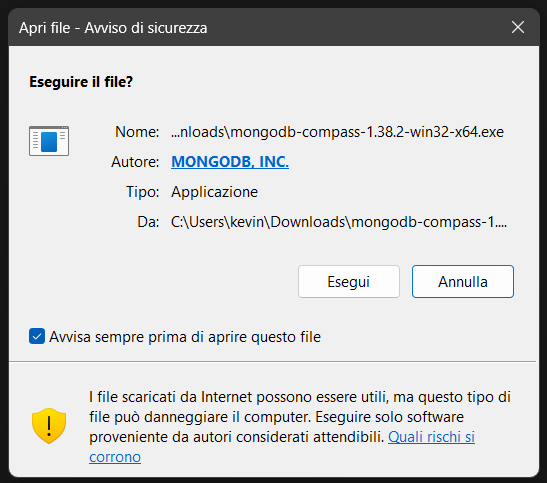 Apri file - Avviso di sicurezza
Eseguire il file?
Nome: ...nloads\mongodb-compass-1.38.2-win32-x64.exe
Autore: MONGODB, INC.
Tipo: Applicazione
Da: C:\Users\kevin\Downloads\mongodb-compass-1....
Esegui Annulla
Avvisa sempre prima di aprire questo file
I file scaricati da Internet possono essere utili, ma questo tipo di
file può danneggiare il computer. Eseguire solo software
proveniente da autori considerati attendibili. Quali rischi si
corrono